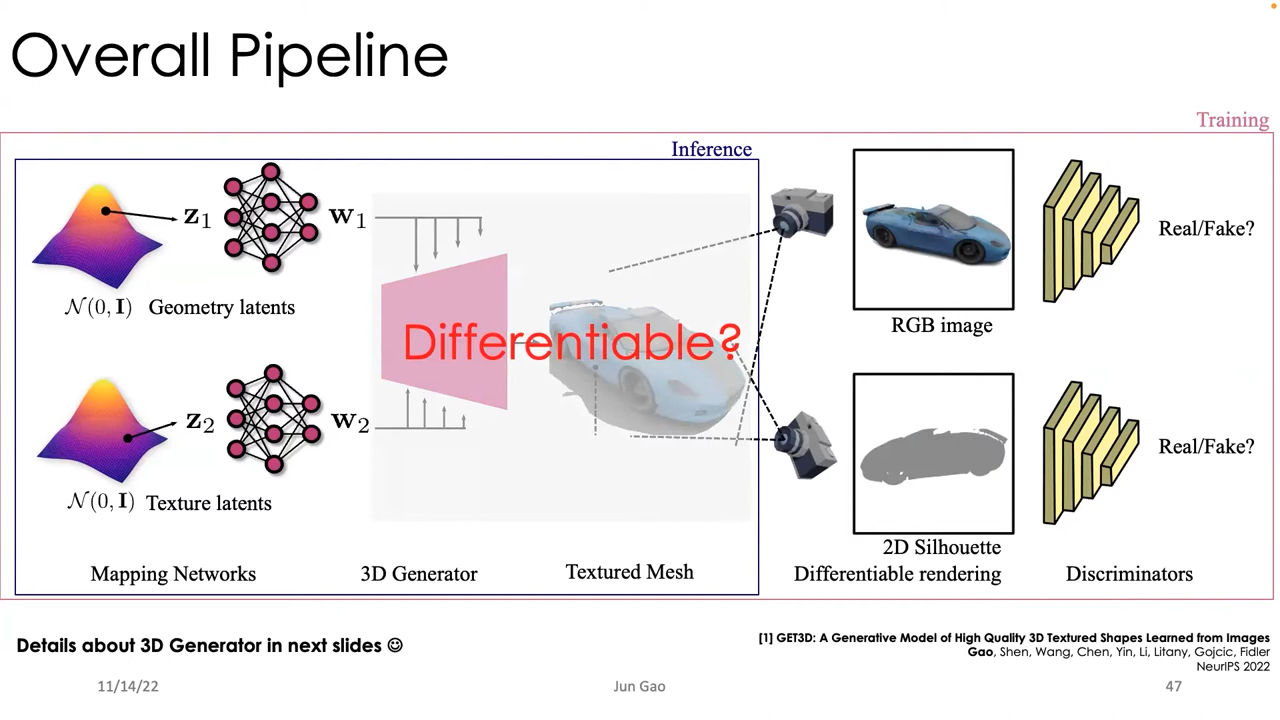 Overall Pipeline
Training
Inference
z1
w1
N(0, I) Geometry latents
Differentiable?
z2
w2
N(0, I) Texture latents
RGB image
Real/Fake?
Real/Fake?
2D Silhouette
Mapping Networks
3D Generator
Textured Mesh
Differentiable rendering
Discriminators
Details about 3D Generator in next slides ☺
[1] GET3D: A Generative Model of High Quality 3D Textured Shapes Learned from Images
Gao, Shen, Wang, Chen, Yin, Li, Litany, Gojcic, Fidler
NeurIPS 2022
11/14/22
Jun Gao
47